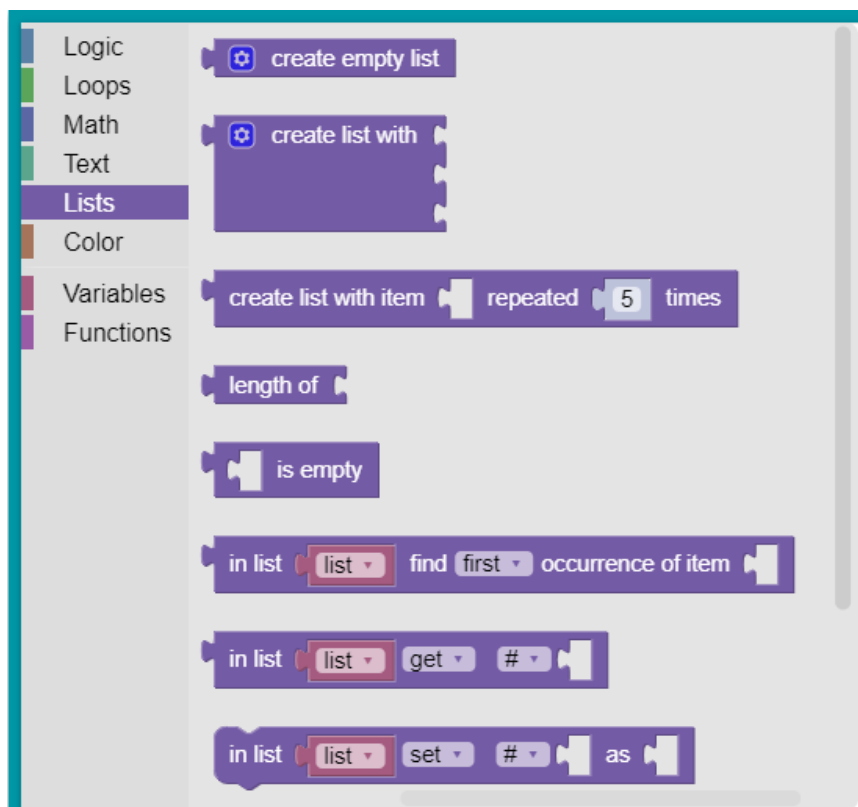 Logic
Loops
Math
Text
Lists
Color
Variables
Functions
create empty list
create list with
create list with item repeated 5 times
length of
is empty
in list list find first occurrence of item
in list list get #
in list list set # as